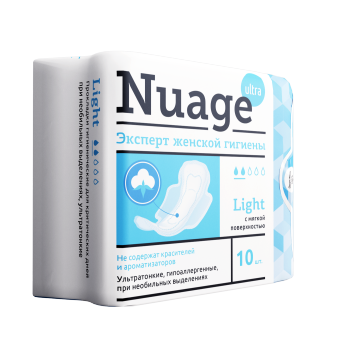 Nuage
ultra
Эксперт женской гигиены
Light
с мягкой
поверхностью
Не содержат красителей
и ароматизаторов
10 шт.
Ультратонкие, гипоаллергенные,
при необильных выделениях
Light
Прокладки гигиенические для критических дней
при необильных выделениях, ультратонкие